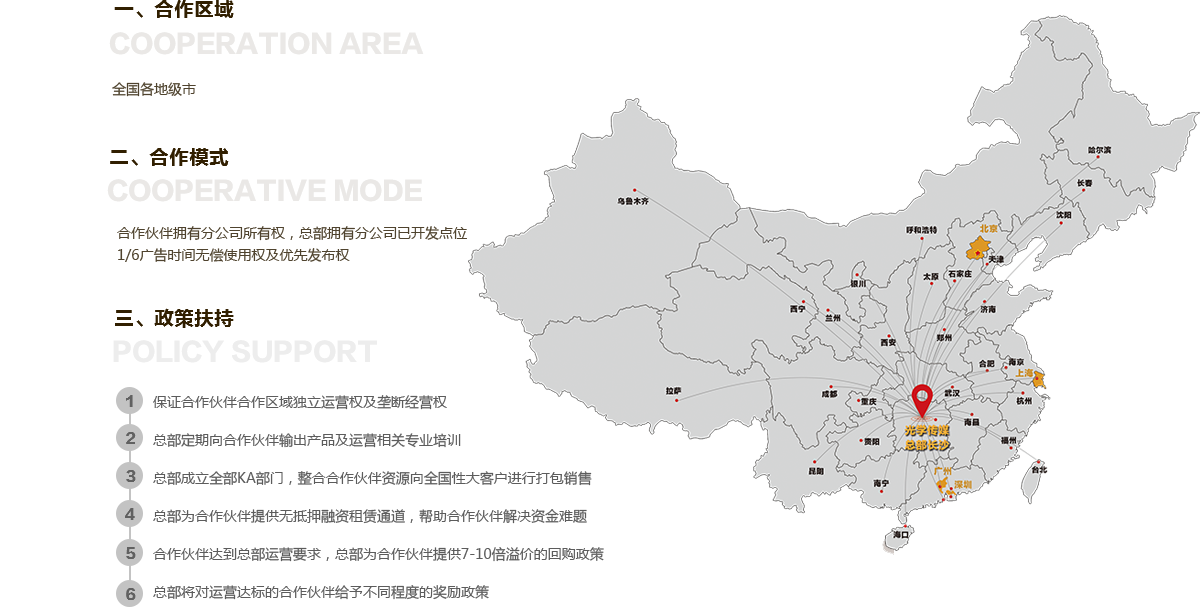 一、合作区域
COOPERATION AREA
全国各地级市
二、合作模式
COOPERATIVE MODE
合作伙伴拥有分公司所有权，总部拥有分公司已开发点位
1/6广告时间无偿使用权及优先发布权
三、政策扶持
POLICY SUPPORT
1 保证合作伙伴合作区域独立运营权及垄断经营权
2 总部定期向合作伙伴输出产品及运营相关专业培训
3 总部成立全部KA部门，整合合作伙伴资源向全国性大客户进行打包销售
4 总部为合作伙伴提供无抵押融资租赁通道，帮助合作伙伴解决资金难题
5 合作伙伴达到总部运营要求，总部为合作伙伴提供7-10倍溢价的回购政策
6 总部将对运营达标的合作伙伴给予不同程度的奖励政策
哈尔滨
长春
乌鲁木齐
沈阳
呼和浩特
北京
天津
太原
石家庄
银川
西宁
济南
兰州
郑州
西安
合肥
南京
上海
拉萨
成都
重庆
武汉
杭州
南昌
光学传媒
总部长沙
贵阳
福州
昆明
广州
台北
南宁
深圳
海口